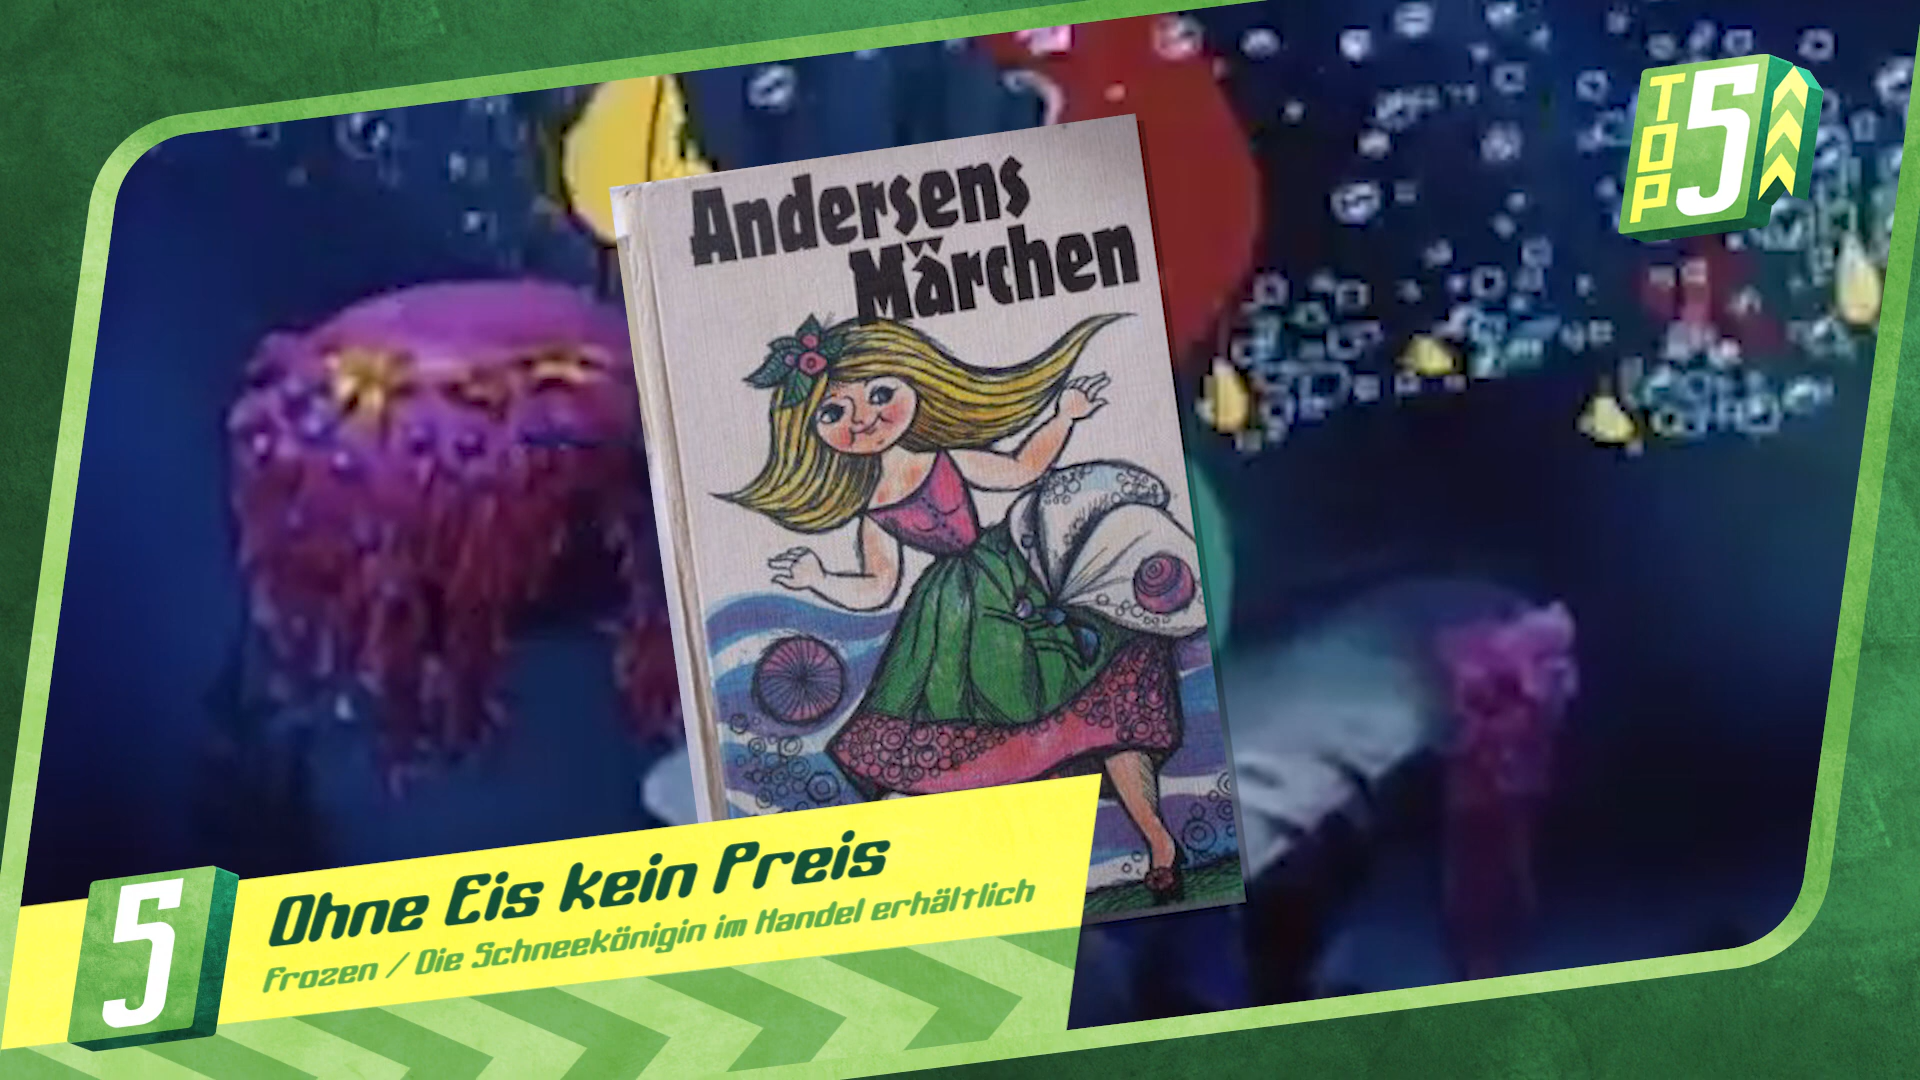 TOP 5
Andersens
Märchen
5
Ohne Eis kein Preis
Frozen / Die Schneekönigin im Handel erhältlich